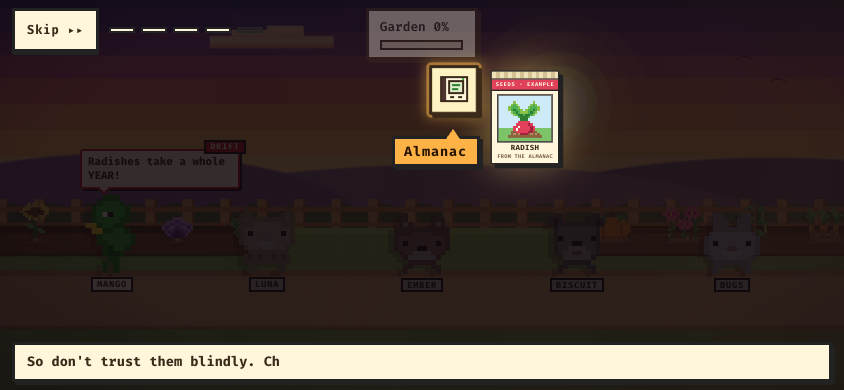 Skip ▸▸
Garden 0%
SEEDS · EXAMPLE
RADISH
FROM THE ALMANAC
Almanac
DRIFT
Radishes take a whole
YEAR!
MANGO
LUNA
EMBER
BISCUIT
BUGS
So don't trust them blindly. Ch